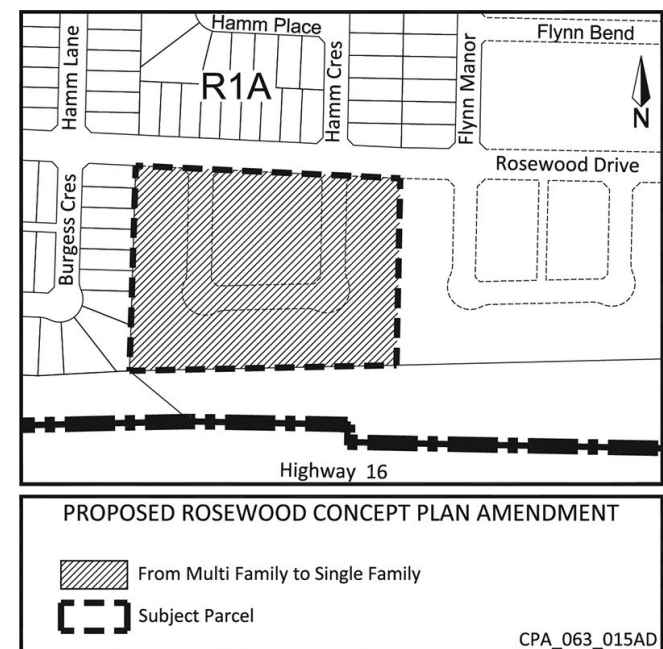 Hamm Place
Flynn Bend
Hamm Lane
R1A
Hamm Cres
Flynn Manor
N
Rosewood Drive
Burgess Cres
Highway 16
PROPOSED ROSEWOOD CONCEPT PLAN AMENDMENT
From Multi Family to Single Family
Subject Parcel
CPA_063_015AD